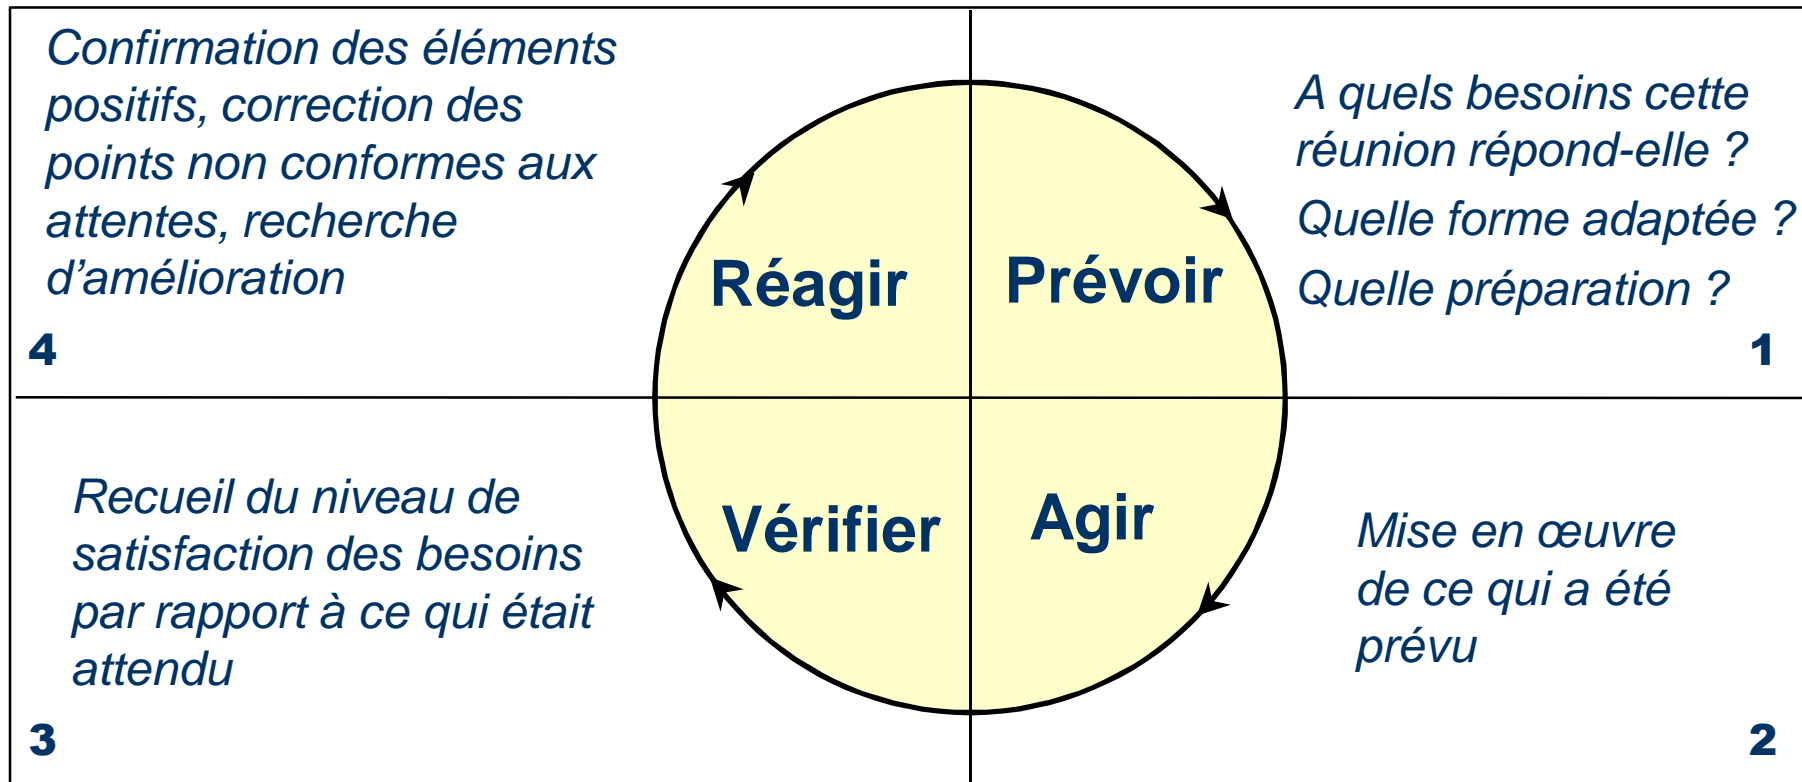 Confirmation des éléments
positifs, correction des
points non conformes aux
attentes, recherche
d’amélioration
4
Réagir
Prévoir
A quels besoins cette
réunion répond-elle ?
Quelle forme adaptée ?
Quelle préparation ?
1
Recueil du niveau de
satisfaction des besoins
par rapport à ce qui était
attendu
3
Vérifier
Agir
Mise en œuvre
de ce qui a été
prévu
2